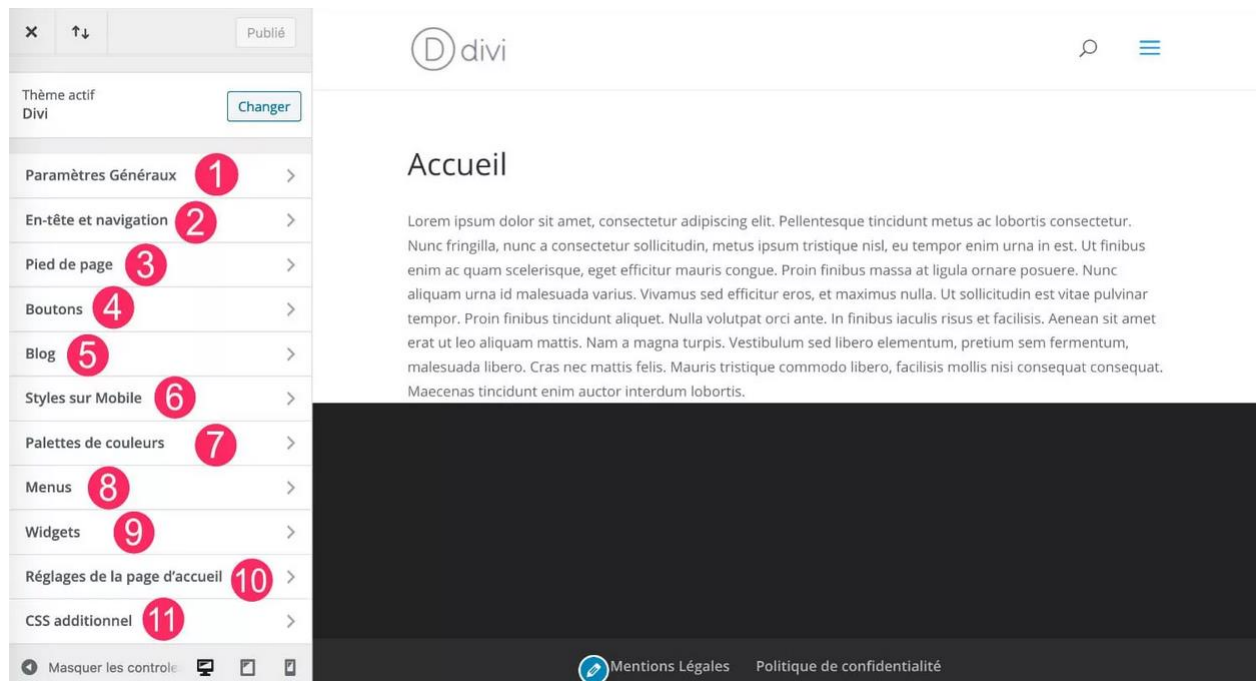 Publié
Thème actif
Divi
Changer
Paramètres Généraux 1
En-tête et navigation 2
Pied de page 3
Boutons 4
Blog 5
Styles sur Mobile 6
Palettes de couleurs 7
Menus 8
Widgets 9
Réglages de la page d'accueil 10
CSS additionnel 11
Masquer les controle
D divi
Accueil
Lorem ipsum dolor sit amet, consectetur adipiscing elit. Pellentesque tincidunt metus ac lobortis consectetur.
Nunc fringilla, nunc a consectetur sollicitudin, metus ipsum tristique nisl, eu tempor enim urna in est. Ut finibus
enim ac quam scelerisque, eget efficitur mauris congue. Proin finibus massa at ligula ornare posuere. Nunc
aliquam urna id malesuada varius. Vivamus sed efficitur eros, et maximus nulla. Ut sollicitudin est vitae pulvinar
tempor. Proin finibus tincidunt aliquet. Nulla volutpat orci ante. In finibus iaculis risus et facilisis. Aenean sit amet
erat ut leo aliquam mattis. Nam a magna turpis. Vestibulum sed libero elementum, pretium sem fermentum,
malesuada libero. Cras nec mattis felis. Mauris tristique commodo libero, facilisis mollis nisi consequat consequat.
Maecenas tincidunt enim auctor interdum lobortis.
Mentions Légales Politique de confidentialité